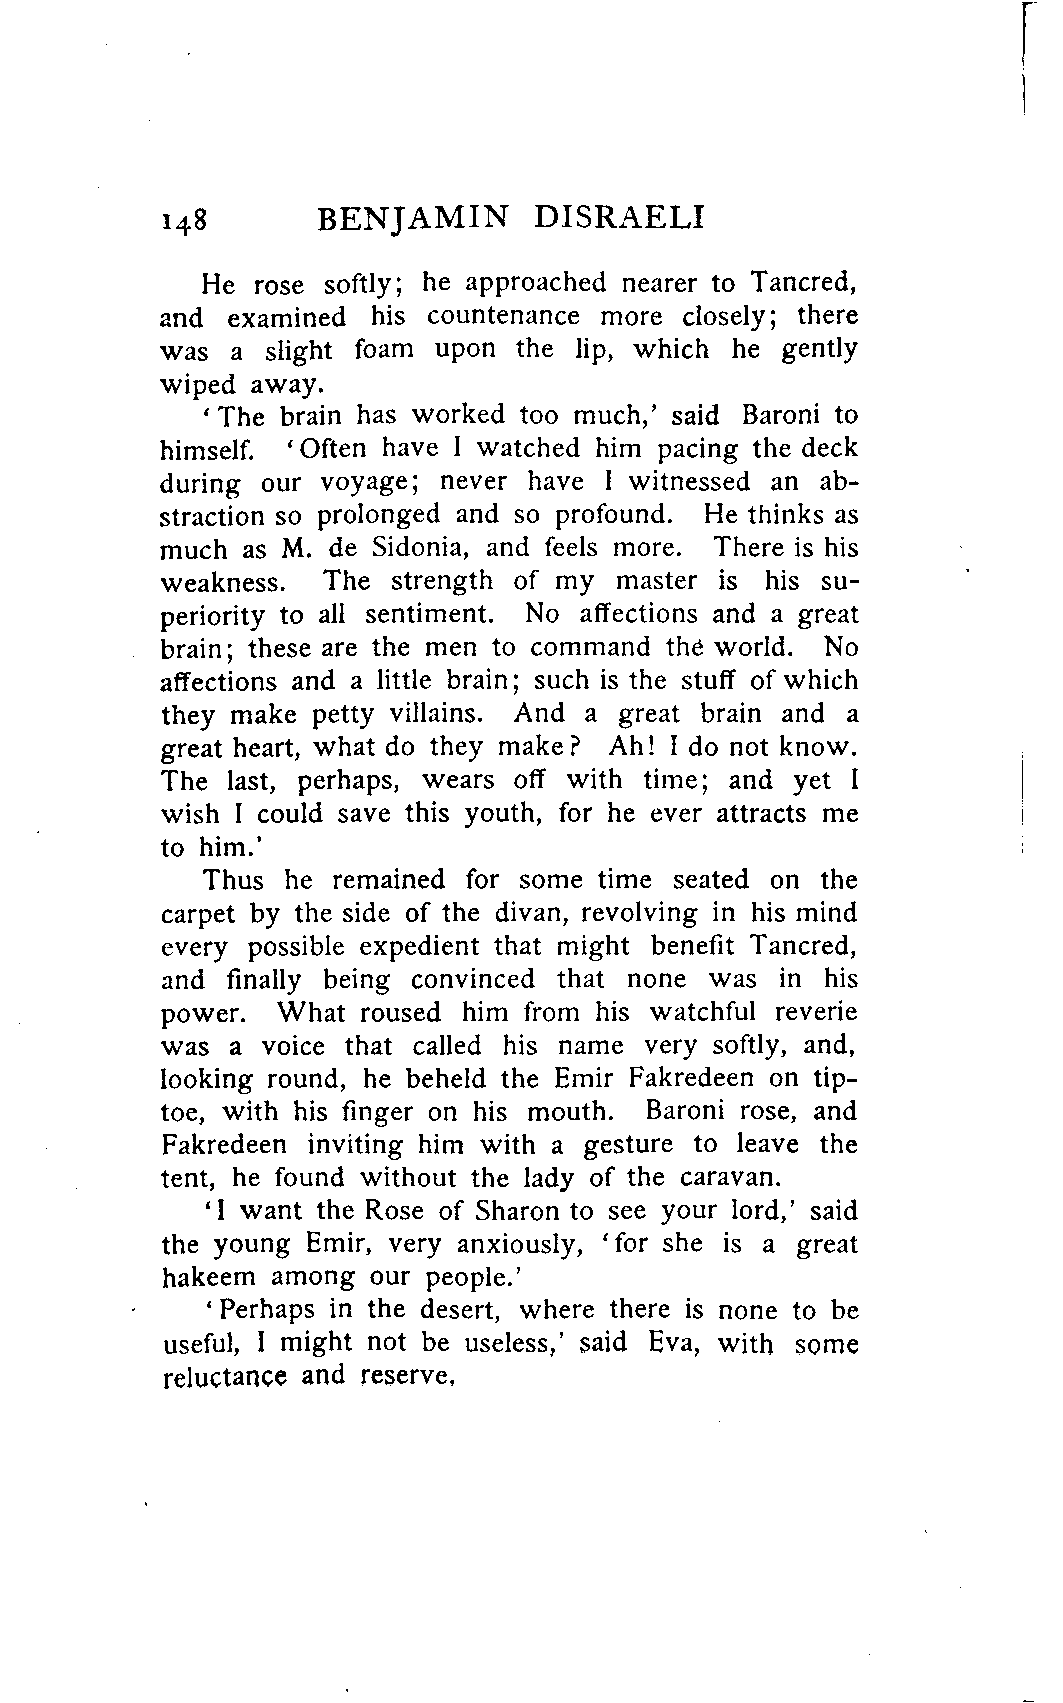 148 BENJAMIN DISRAELI
He rose softly; he approached nearer to Tancred,
and examined his countenance more closely; there
was a slight foam upon the lip, which he gently
wiped away.
‘The brain has worked too much,’ said Baroni to
himself. ‘Often have I watched him pacing the deck
during our voyage; never have I witnessed an ab-
straction so prolonged and so profound. He thinks as
much as M. de Sidonia, and feels more. There is his
weakness. The strength of my master is his su-
periority to all sentiment. No affections and a great
brain; these are the men to command the world. No
affections and a little brain; such is the stuff of which
they make petty villains. And a great brain and a
great heart, what do they make? Ah! I do not know.
The last, perhaps, wears off with time; and yet I
wish I could save this youth, for he ever attracts me
to him.’
Thus he remained for some time seated on the
carpet by the side of the divan, revolving in his mind
every possible expedient that might benefit Tancred,
and finally being convinced that none was in his
power. What roused him from his watchful reverie
was a voice that called his name very softly, and,
looking round, he beheld the Emir Fakredeen on tip-
toe, with his finger on his mouth. Baroni rose, and
Fakredeen inviting him with a gesture to leave the
tent, he found without the lady of the caravan.
‘I want the Rose of Sharon to see your lord,’ said
the young Emir, very anxiously, ‘for she is a great
hakeem among our people.’
‘Perhaps in the desert, where there is none to be
useful, I might not be useless,’ said Eva, with some
reluctance and reserve,